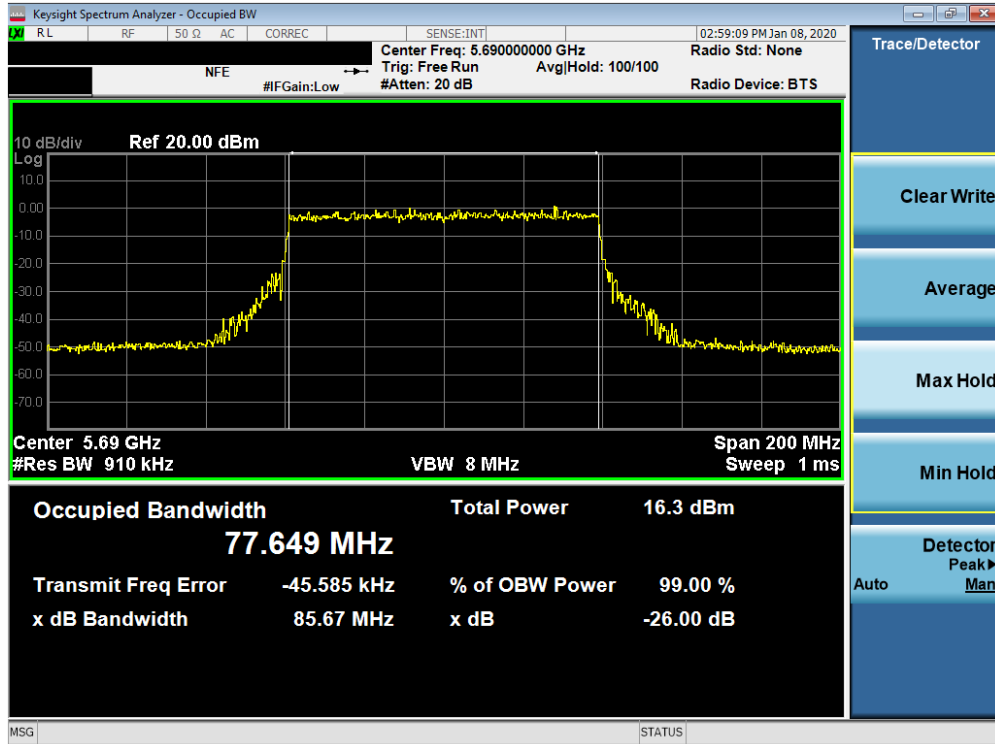 Keysight Spectrum Analyzer - Occupied BW
LXI RL RF 50 Ω AC CORREC SENSE:INT 02:59:09 PM Jan 08, 2020
Center Freq: 5.690000000 GHz Radio Std: None
NFE Trig: Free Run Avg|Hold: 100/100
#IFGain:Low #Atten: 20 dB Radio Device: BTS
Trace/Detector
10 dB/div Ref 20.00 dBm
Log
10.0
0.00
-10.0
-20.0
-30.0
-40.0
-50.0
-60.0
-70.0
Center 5.69 GHz Span 200 MHz
#Res BW 910 kHz VBW 8 MHz Sweep 1 ms
Occupied Bandwidth Total Power 16.3 dBm
77.649 MHz
Transmit Freq Error -45.585 kHz % of OBW Power 99.00 %
x dB Bandwidth 85.67 MHz x dB -26.00 dB
Clear Write
Average
Max Hold
Min Hold
Detector
Peak▶
Auto Man
MSG STATUS